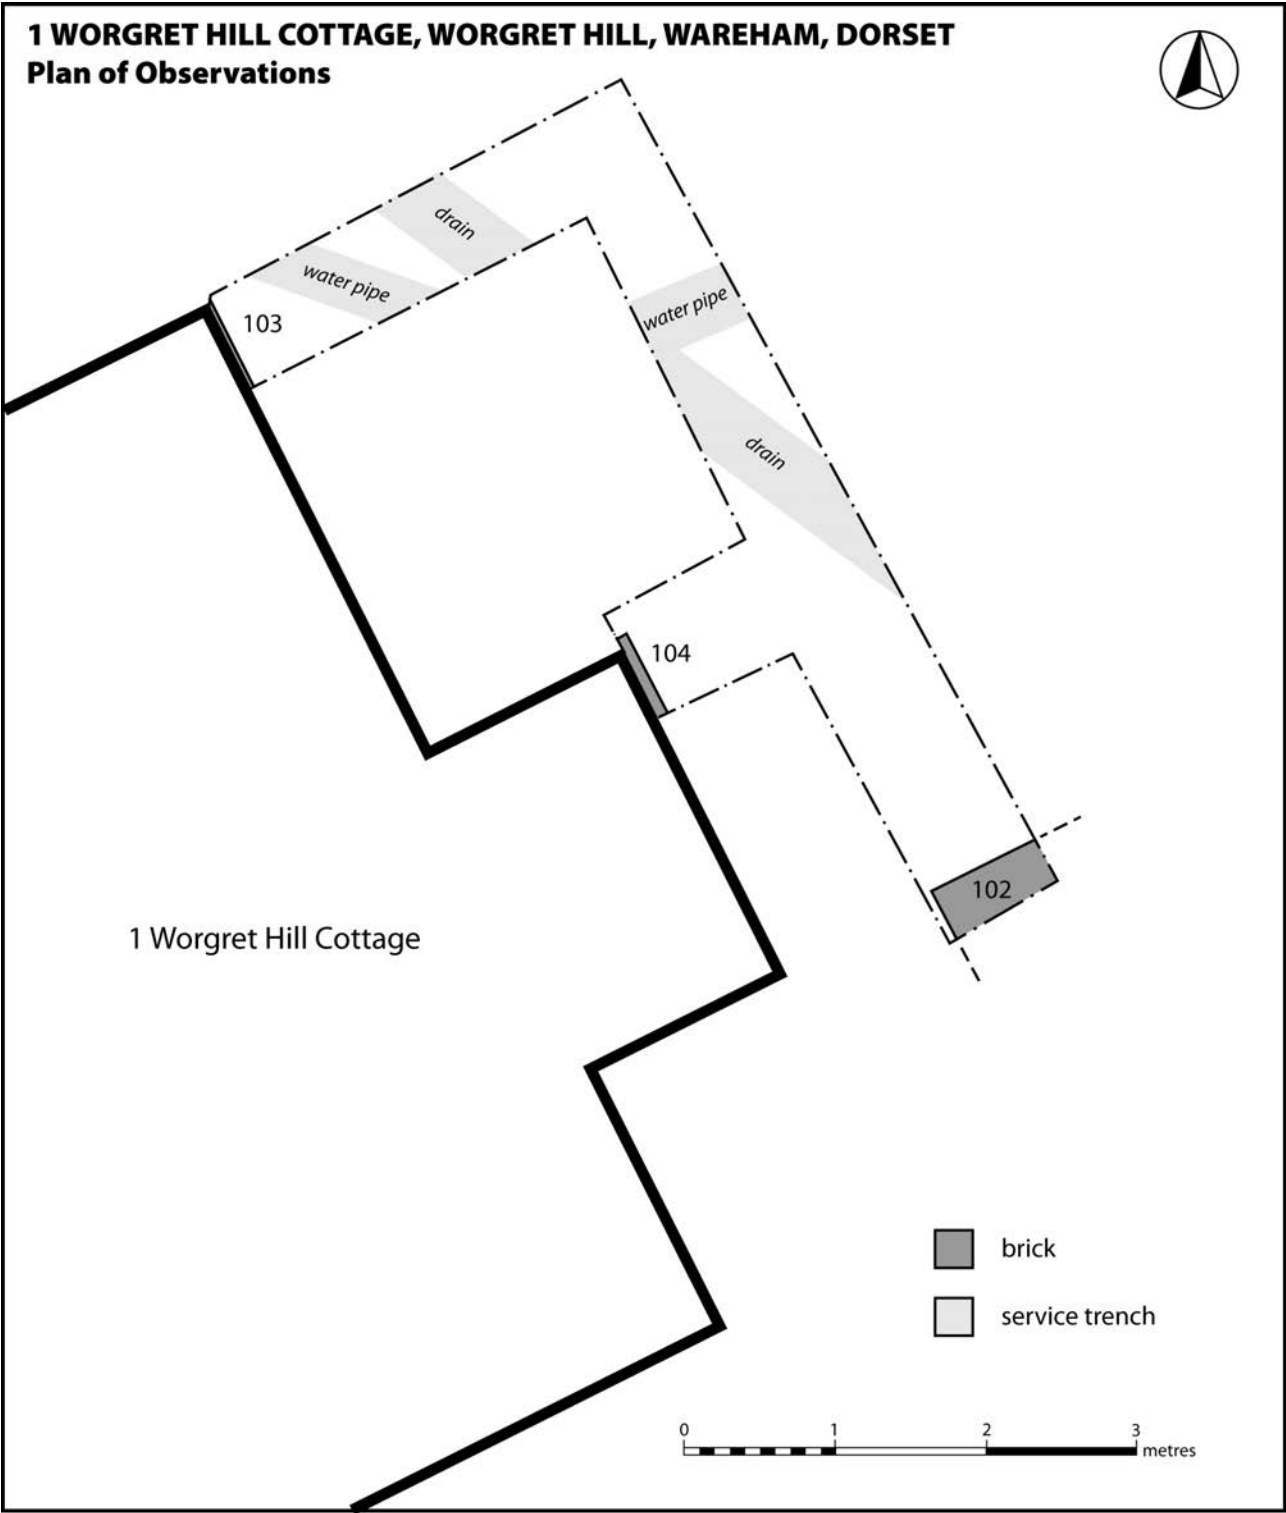 1 WORGRET HILL COTTAGE, WORGRET HILL, WAREHAM, DORSET
Plan of Observations
drain
water pipe
103
water pipe
drain
104
102
1 Worgret Hill Cottage
brick
service trench
0 1 2 3
metres